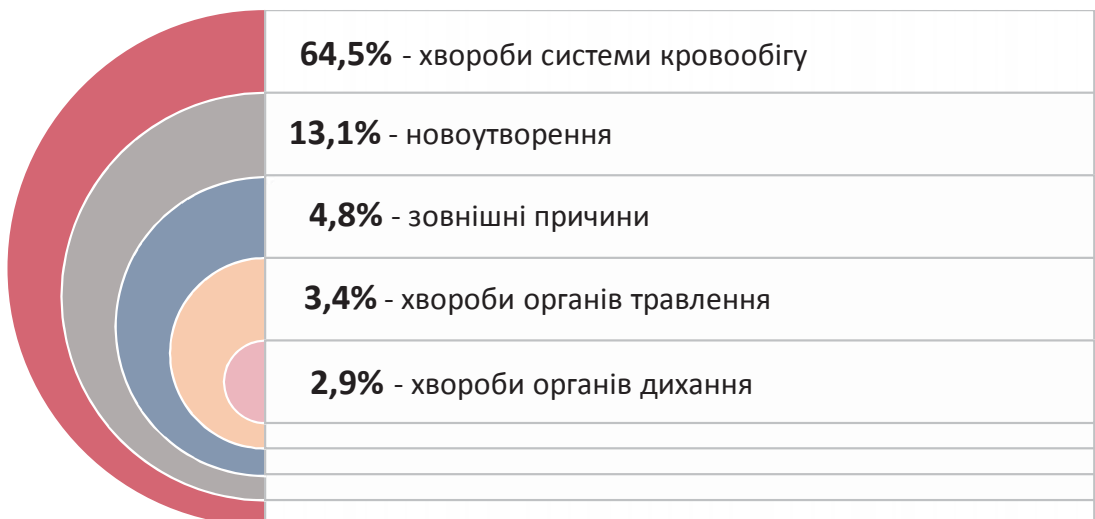 64,5% - хвороби системи кровообігу
13,1% - новоутворення
4,8% - зовнішні причини
3,4% - хвороби органів травлення
2,9% - хвороби органів дихання